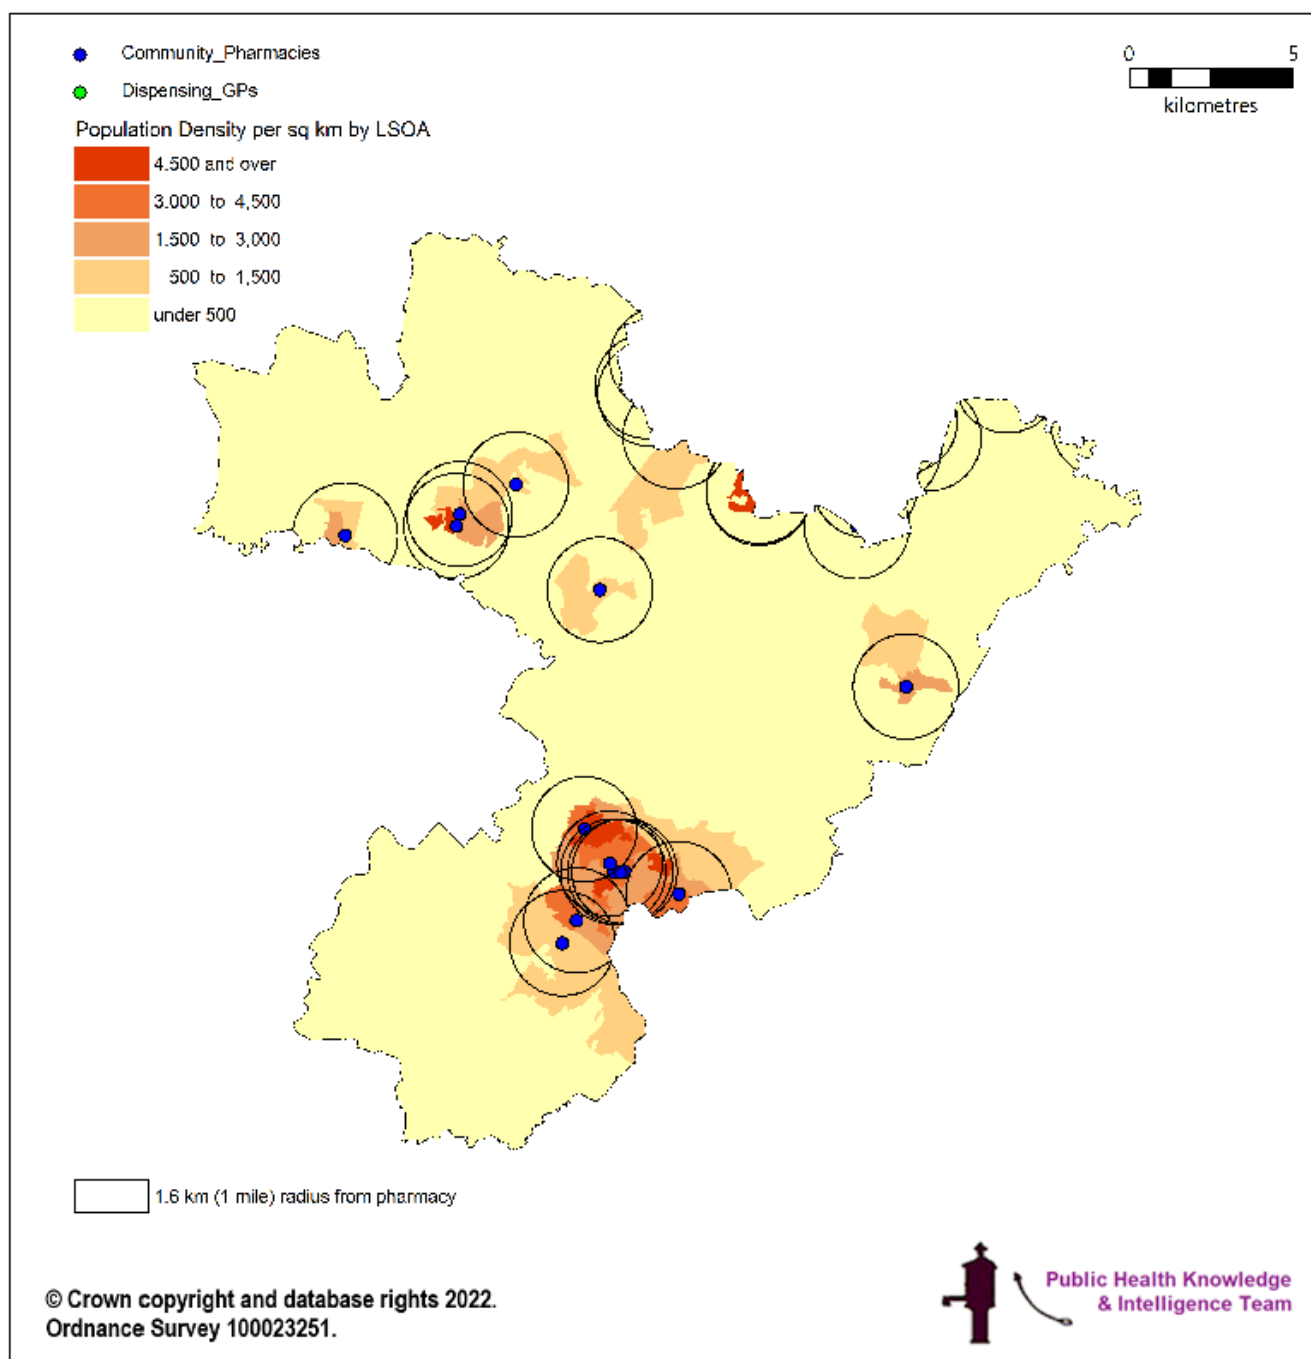 Community_Pharmacies
Dispensing_GPs
Population Density per sq km by LSOA
4.500 and over
3.000 to 4,500
1.500 to 3,000
500 to 1,500
under 500
0 5
kilometres
1.6 km (1 mile) radius from pharmacy
© Crown copyright and database rights 2022.
Ordnance Survey 100023251.
Public Health Knowledge
& Intelligence Team